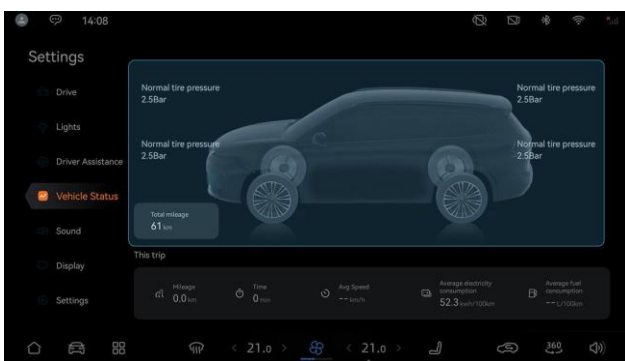 14:08
Settings
Drive
Lights
Driver Assistance
Vehicle Status
Sound
Display
Settings
Normal tire pressure
2.5Bar
Normal tire pressure
2.5Bar
Normal tire pressure
2.5Bar
Normal tire pressure
2.5Bar
Total mileage
61 km
This trip
Mileage
0.0 km
Time
0 min
Avg Speed
-- km/h
Average electricity
consumption
52.3 kwh/100km
Average fuel
consumption
-- L/100km
< 21.0 >
< 21.0 >
360